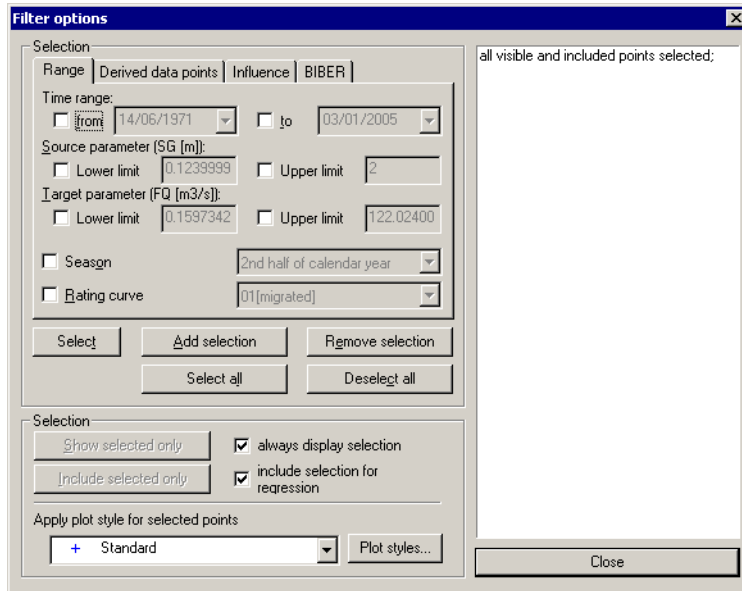 Filter options
Selection
Range Derived data points Influence BIBER
Time range:
from 14/06/1971 to 03/01/2005
Source parameter (SG [m]):
Lower limit 0.1239999 Upper limit 2
Target parameter (FQ [m3/s]):
Lower limit 0.1597342 Upper limit 122.02400
Season 2nd half of calendar year
Rating curve 01[migrated]
Select Add selection Remove selection
Select all Deselect all
Selection
Show selected only always display selection
Include selected only include selection for
regression
Apply plot style for selected points
+ Standard Plot styles...
all visible and included points selected;
Close